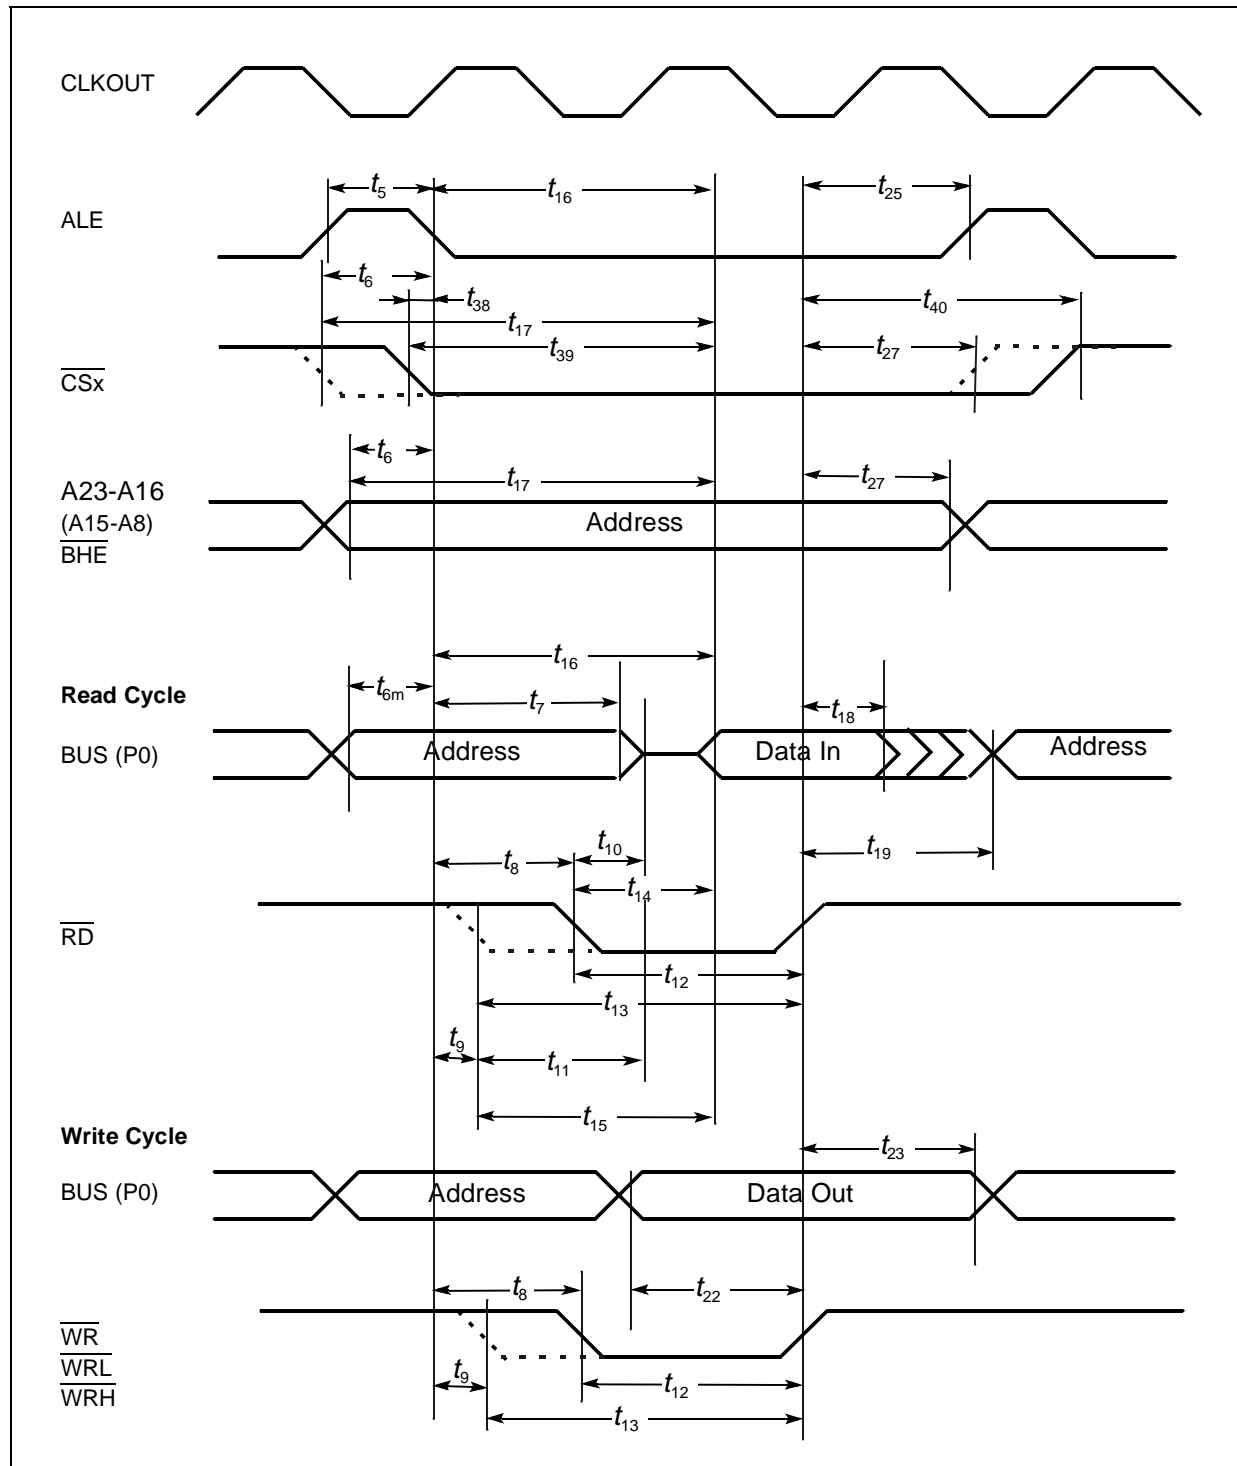 CLKOUT
t5
t16
t25
ALE
t6
t38
t40
t17
t39
t27
CSx
t6
t17
t27
A23-A16
(A15-A8)
BHE
Address
t16
t6m
t7
t18
Read Cycle
BUS (P0)
Address
Data In
Address
t10
t8
t19
t14
RD
t12
t13
t9
t11
t15
Write Cycle
t23
BUS (P0)
Address
Data Out
t8
t22
WR
WRL
WRH
t9
t12
t13